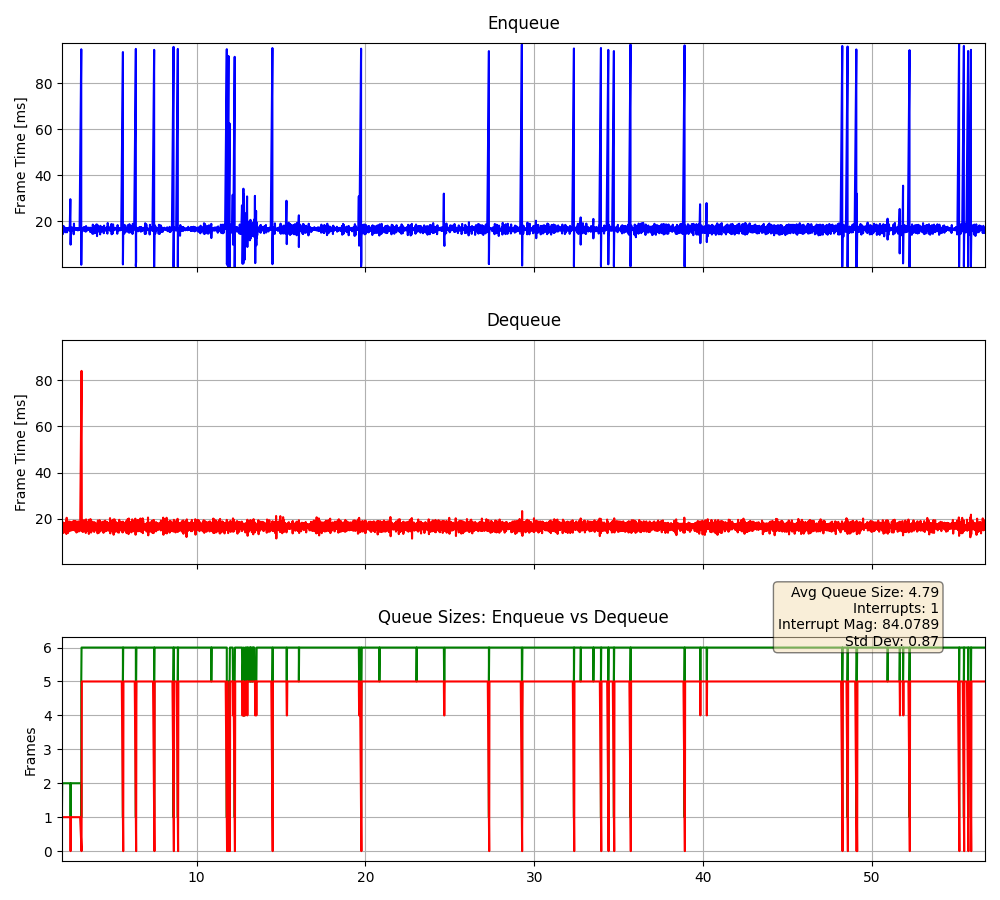 Enqueue
Frame Time [ms]
80
60
40
20
Dequeue
Frame Time [ms]
80
60
40
20
Avg Queue Size: 4.79
Interrupts: 1
Interrupt Mag: 84.0789
Std Dev: 0.87
Queue Sizes: Enqueue vs Dequeue
Frames
6
5
4
3
2
1
0
10 20 30 40 50